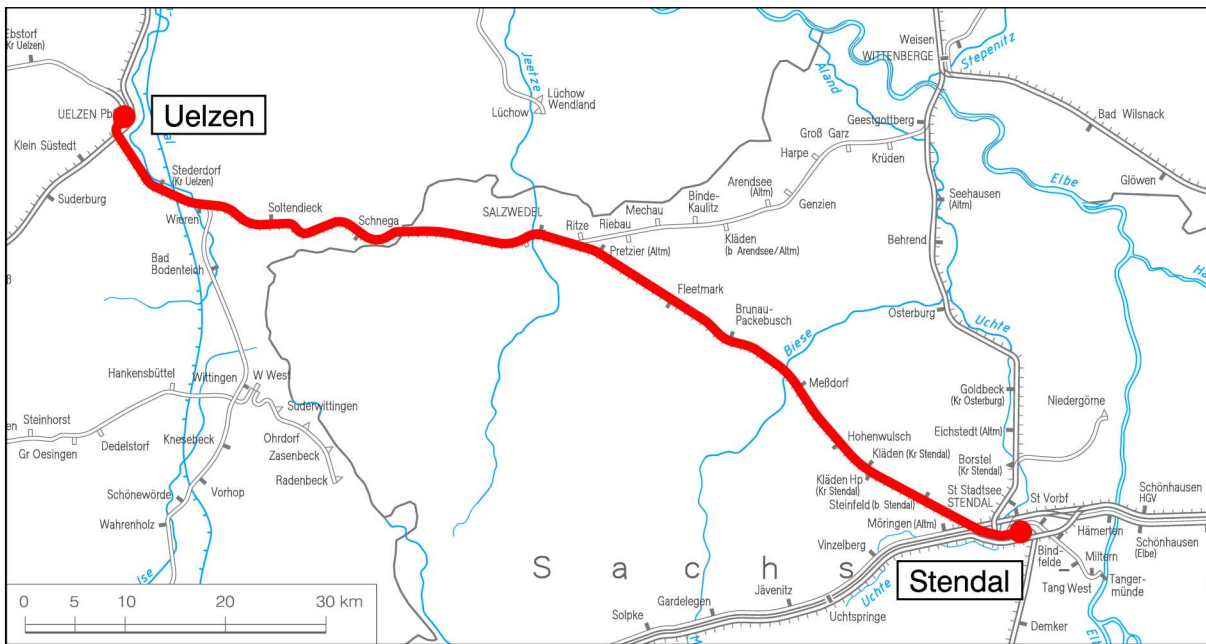 Ebstorf
(Kr Uelzen)
UELZEN Pbf
Uelzen
Klein Süstedt
Suderburg
Stederdorf
(Kr Uelzen)
Wieren
Soltendieck
Schnega
Bad
Bodenteich
Jeetze
Lüchow
Wendland
Lüchow
SALZWEDEL
Ritze
Riebau
Pretzier (Altm)
Mechau
Binde-
Kaulitz
Kläden
(b Arendsee/Altm)
Arendsee
(Altm)
Genzien
Harpe
Groß Garz
Krüden
Geestgottberg
Aland
Weisen
WITTENBERGE
Stepenitz
Bad Wilsnack
Glöwen
Elbe
Seehausen
(Altm)
Behrend
Osterburg
Uchte
Biese
Fleetmark
Brunau-
Packebusch
Meßdorf
Hohenwulsch
Kläden (Kr Stendal)
Kläden Hp
(Kr Stendal)
Steinfeld (b Stendal)
Möringen (Altm)
Vinzelberg
Goldbeck
(Kr Osterburg)
Eichstedt (Altm)
Borstel
(Kr Stendal)
Niedergörne
St Stadtsee
STENDAL
St Vorbf
Schönhausen
HGV
Hämerten
Schönhausen
(Elbe)
Bind-
felde
Miltern
Tang West
Tanger-
münde
Demker
Stendal
Hankensbüttel
Wittingen
W West
Steinhorst
Gr Oesingen
Dedelstorf
Knesebeck
Suderwittingen
Ohrdorf
Zasenbeck
Radenbeck
Schönewörde
Vorhop
Wahrenholz
Ise
S a c h s
Uchte
Solpke
Gardelegen
Jävenitz
Uchtspringe
0 10 20 30 km